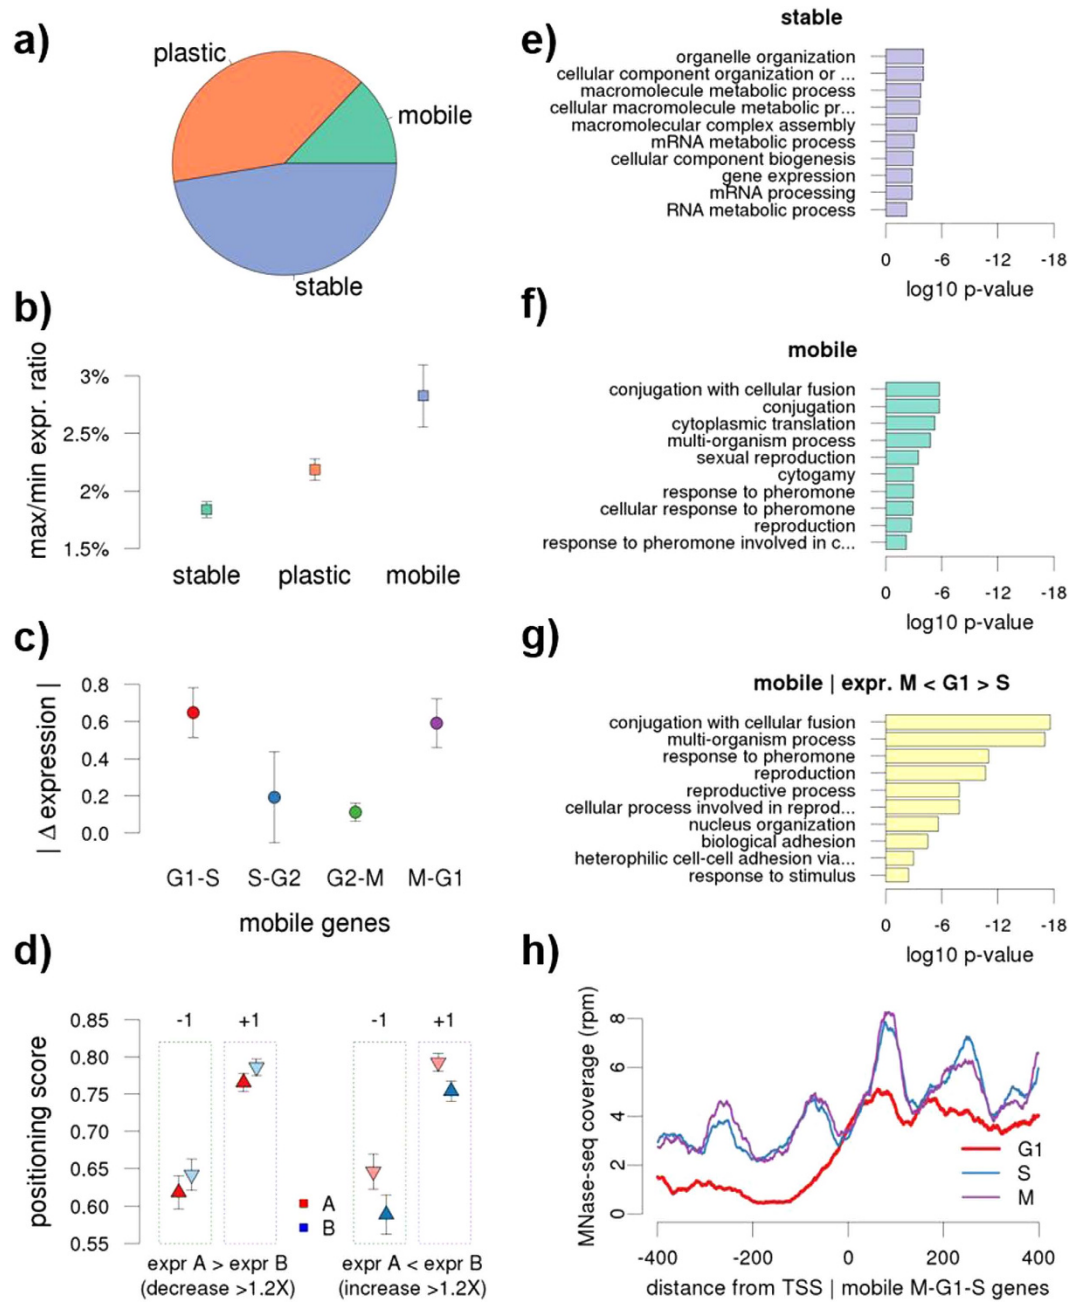 a)
plastic
mobile
stable
b)
max/min expr. ratio
3%
2.5%
2%
1.5%
stable plastic mobile
c)
| Δ expression |
0.8
0.6
0.4
0.2
0.0
G1-S S-G2 G2-M M-G1
mobile genes
d)
positioning score
0.85
0.80
0.75
0.70
0.65
0.60
0.55
-1 +1 -1 +1
A
B
expr A > expr B expr A < expr B
(decrease >1.2X) (increase >1.2X)
e)
stable
organelle organization
cellular component organization or ...
macromolecule metabolic process
cellular macromolecule metabolic pr...
macromolecular complex assembly
mRNA metabolic process
cellular component biogenesis
gene expression
mRNA processing
RNA metabolic process
0 -6 -12 -18
log10 p-value
f)
mobile
conjugation with cellular fusion
conjugation
cytoplasmic translation
multi-organism process
sexual reproduction
cytogamy
response to pheromone
cellular response to pheromone
reproduction
response to pheromone involved in c...
0 -6 -12 -18
log10 p-value
g)
mobile | expr. M < G1 > S
conjugation with cellular fusion
multi-organism process
response to pheromone
reproduction
reproductive process
cellular process involved in reprod...
nucleus organization
biological adhesion
heterophilic cell-cell adhesion via...
response to stimulus
0 -6 -12 -18
log10 p-value
h)
MNase-seq coverage (rpm)
8
6
4
2
0
G1
S
M
-400 -200 0 200 400
distance from TSS | mobile M-G1-S genes